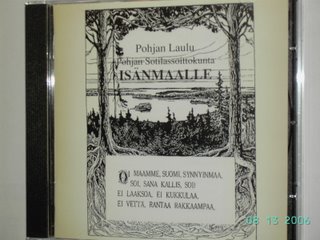 Pohjan Laulu
Pohjan Sotilassoittokunta
ISÄNMAALLE
OI MAAMME, SUOMI, SYNNYINMAA,
SOI, SANA KALLIS, SOI!
EI LAAKSOA, EI KUKKULAA,
EI VETTÄ, RANTAA RAKKAAMPAA,
08 13 2006